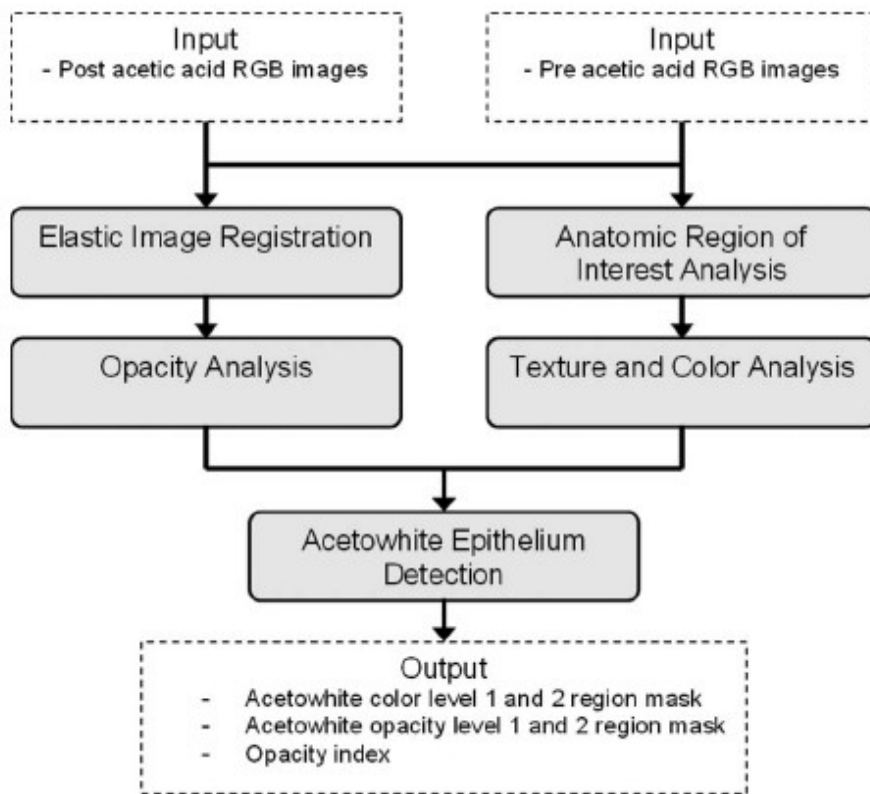 Input
- Post acetic acid RGB images
Input
- Pre acetic acid RGB images
Elastic Image Registration
Anatomic Region of
Interest Analysis
Opacity Analysis
Texture and Color Analysis
Acetowhite Epithelium
Detection
Output
- Acetowhite color level 1 and 2 region mask
- Acetowhite opacity level 1 and 2 region mask
- Opacity index